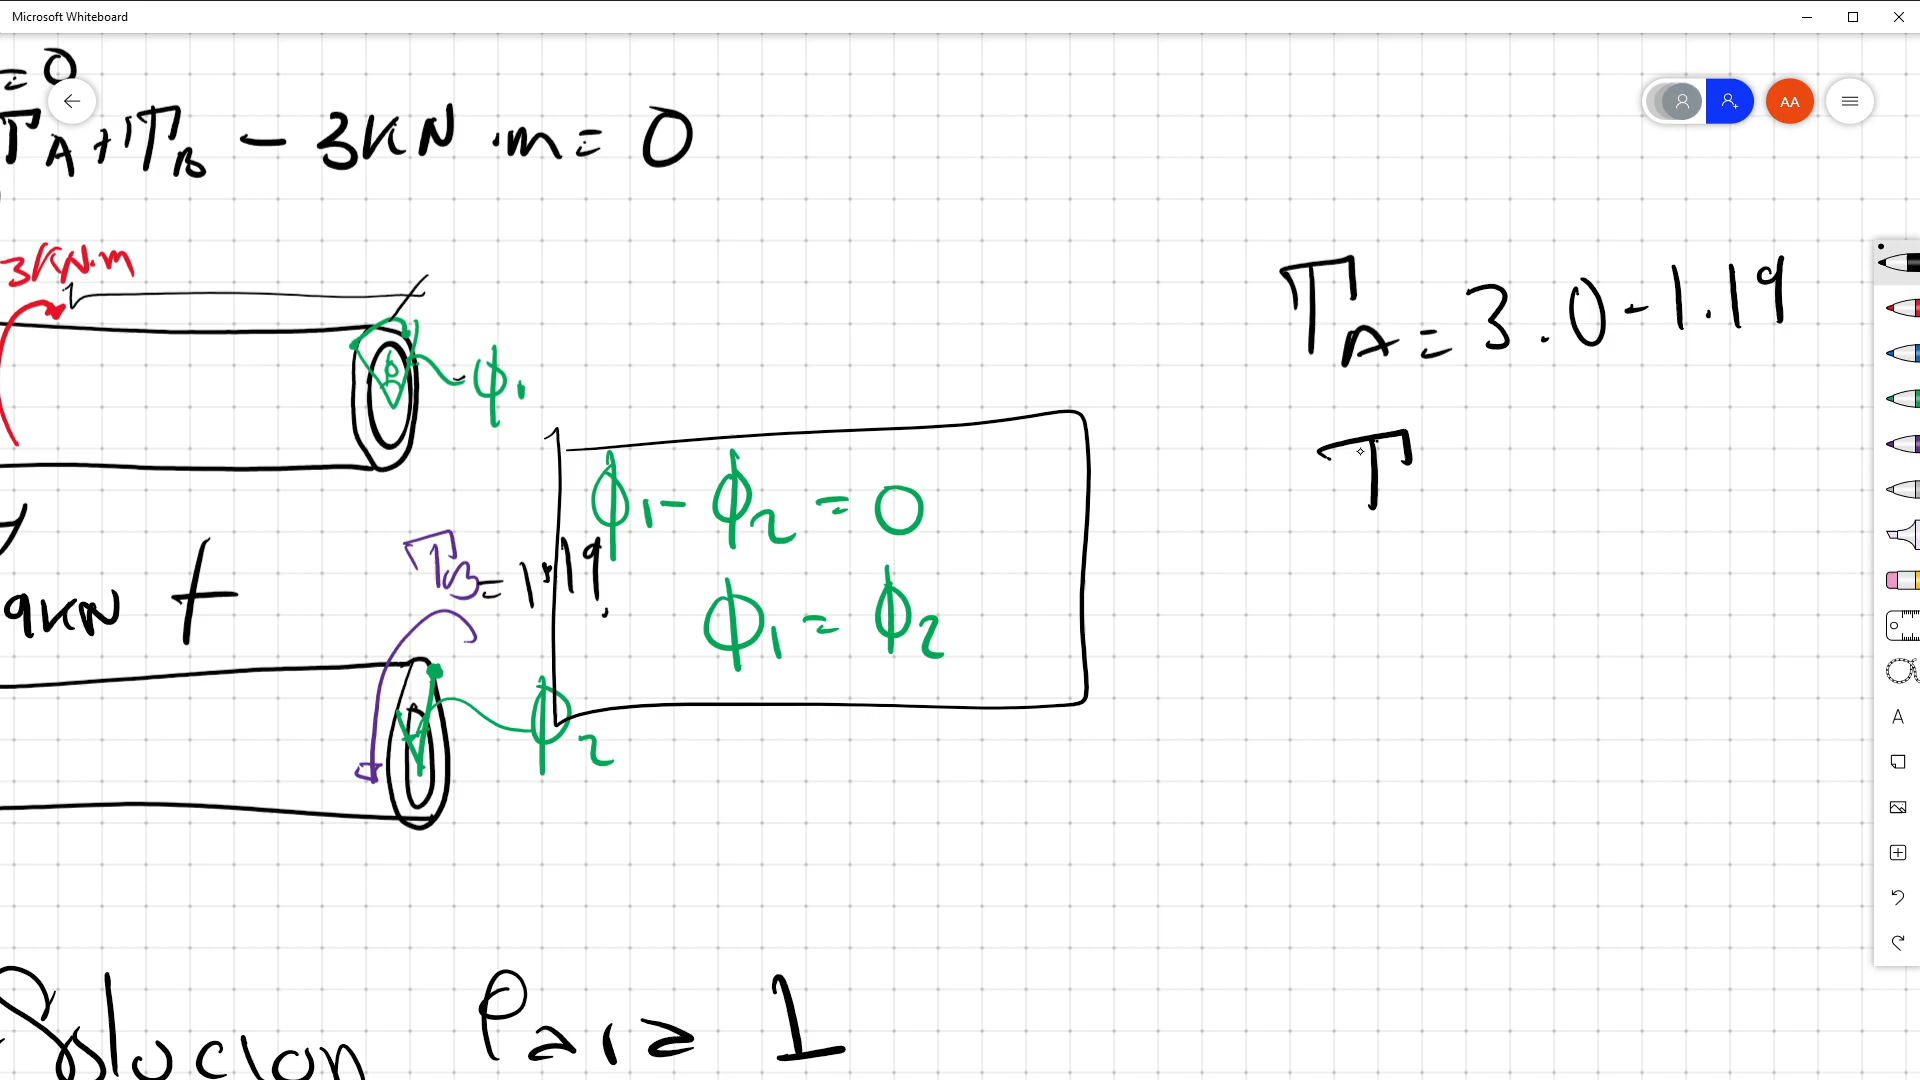 Microsoft Whiteboard
=0
TA+TB - 3KN·m=0
AA
3KN·m
TA=3.0-1.19
ϕ1
ϕ1-ϕ2=0
T
TB=1.19
9KN
ϕ1=ϕ2
ϕ2
A
Solucion Para 1